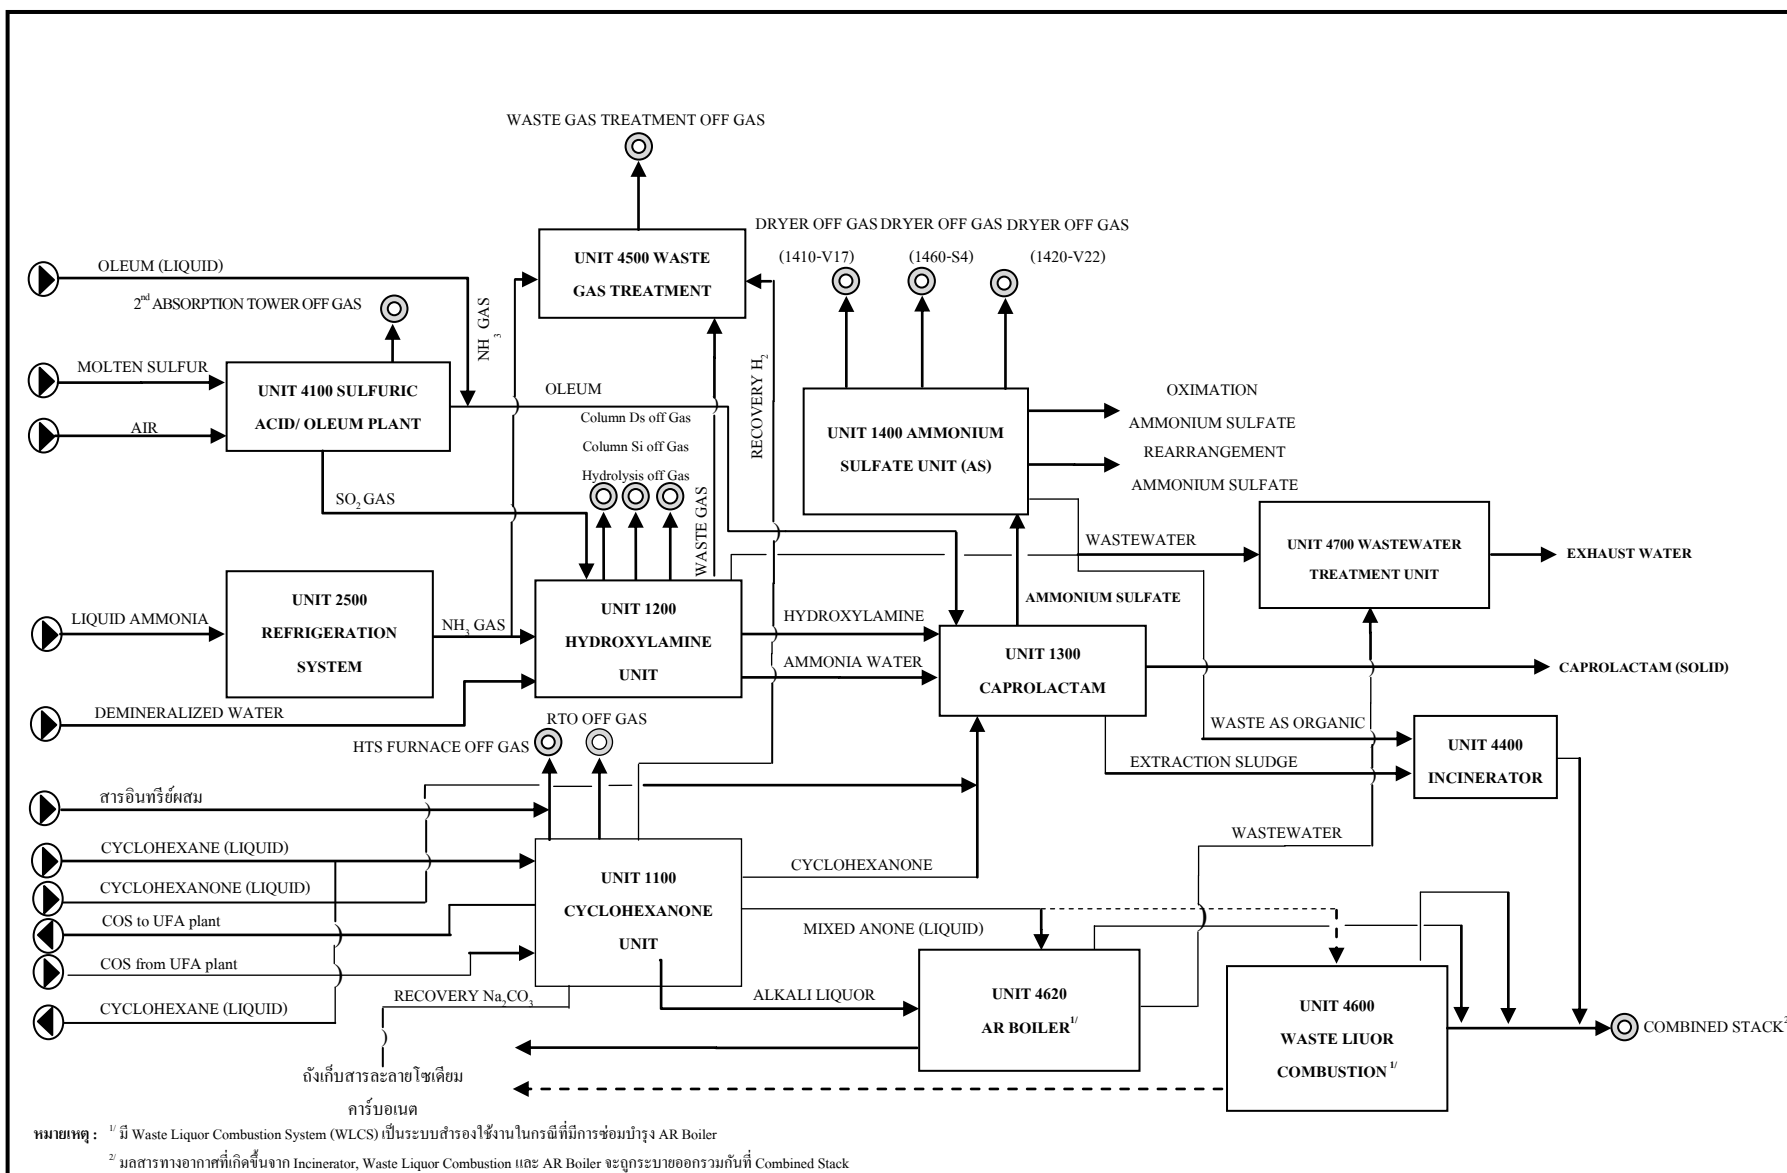 WASTE GAS TREATMENT OFF GAS
UNIT 4500 WASTE
GAS TREATMENT
DRYER OFF GAS
(1410-V17)
DRYER OFF GAS
(1460-S4)
DRYER OFF GAS
(1420-V22)
OLEUM (LIQUID)
2nd ABSORPTION TOWER OFF GAS
NH3 GAS
MOLTEN SULFUR
UNIT 4100 SULFURIC
ACID/ OLEUM PLANT
AIR
OLEUM
RECOVERY H2
Column Ds off Gas
Column Si off Gas
Hydrolysis off Gas
UNIT 1400 AMMONIUM
SULFATE UNIT (AS)
OXIMATION
AMMONIUM SULFATE
REARRANGEMENT
AMMONIUM SULFATE
SO2 GAS
WASTE GAS
WASTEWATER
UNIT 4700 WASTEWATER
TREATMENT UNIT
EXHAUST WATER
UNIT 2500
REFRIGERATION
SYSTEM
LIQUID AMMONIA
NH3 GAS
UNIT 1200
HYDROXYLAMINE
UNIT
HYDROXYLAMINE
AMMONIA WATER
AMMONIUM SULFATE
UNIT 1300
CAPROLACTAM
CAPROLACTAM (SOLID)
DEMINERALIZED WATER
RTO OFF GAS
HTS FURNACE OFF GAS
WASTE AS ORGANIC
EXTRACTION SLUDGE
UNIT 4400
INCINERATOR
สารอินทรีย์ผสม
CYCLOHEXANE (LIQUID)
CYCLOHEXANONE (LIQUID)
COS to UFA plant
COS from UFA plant
CYCLOHEXANE (LIQUID)
UNIT 1100
CYCLOHEXANONE
UNIT
CYCLOHEXANONE
WASTEWATER
MIXED ANONE (LIQUID)
RECOVERY Na2CO3
ALKALI LIQUOR
UNIT 4620
AR BOILER1/
UNIT 4600
WASTE LIUOR
COMBUSTION 1/
COMBINED STACK2
ถังเก็บสารละลายโซเดียม
คาร์บอเนต
หมายเหตุ : 1/ มี Waste Liquor Combustion System (WLCS) เป็นระบบสำรองใช้งานในกรณีที่มีการซ่อมบำรุง AR Boiler
2/ มลสารทางอากาศที่เกิดขึ้นจาก Incinerator, Waste Liquor Combustion และ AR Boiler จะถูกระบายออกรวมกันที่ Combined Stack